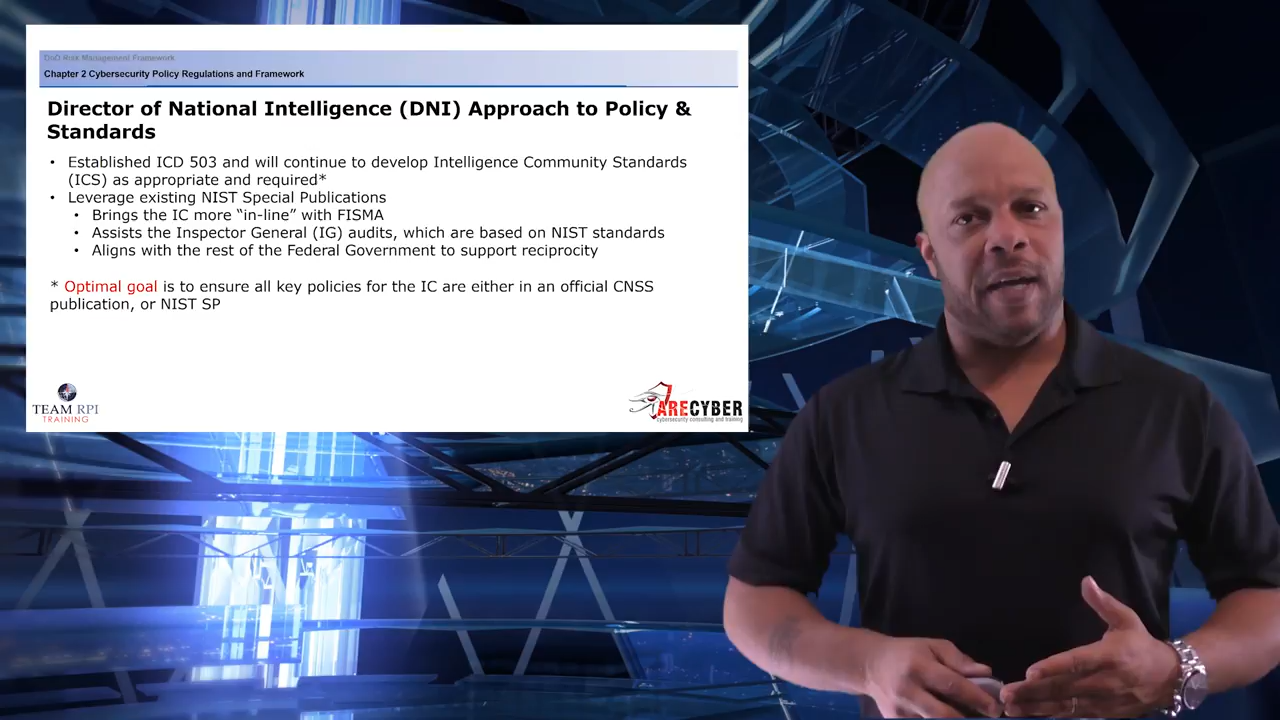 DoD Risk Management Framework
Chapter 2 Cybersecurity Policy Regulations and Framework
Director of National Intelligence (DNI) Approach to Policy &
Standards
• Established ICD 503 and will continue to develop Intelligence Community Standards
(ICS) as appropriate and required*
• Leverage existing NIST Special Publications
• Brings the IC more “in-line” with FISMA
• Assists the Inspector General (IG) audits, which are based on NIST standards
• Aligns with the rest of the Federal Government to support reciprocity
* Optimal goal is to ensure all key policies for the IC are either in an official CNSS
publication, or NIST SP
TEAM RPI
TRAINING
ARECYBER
cybersecurity consulting and training